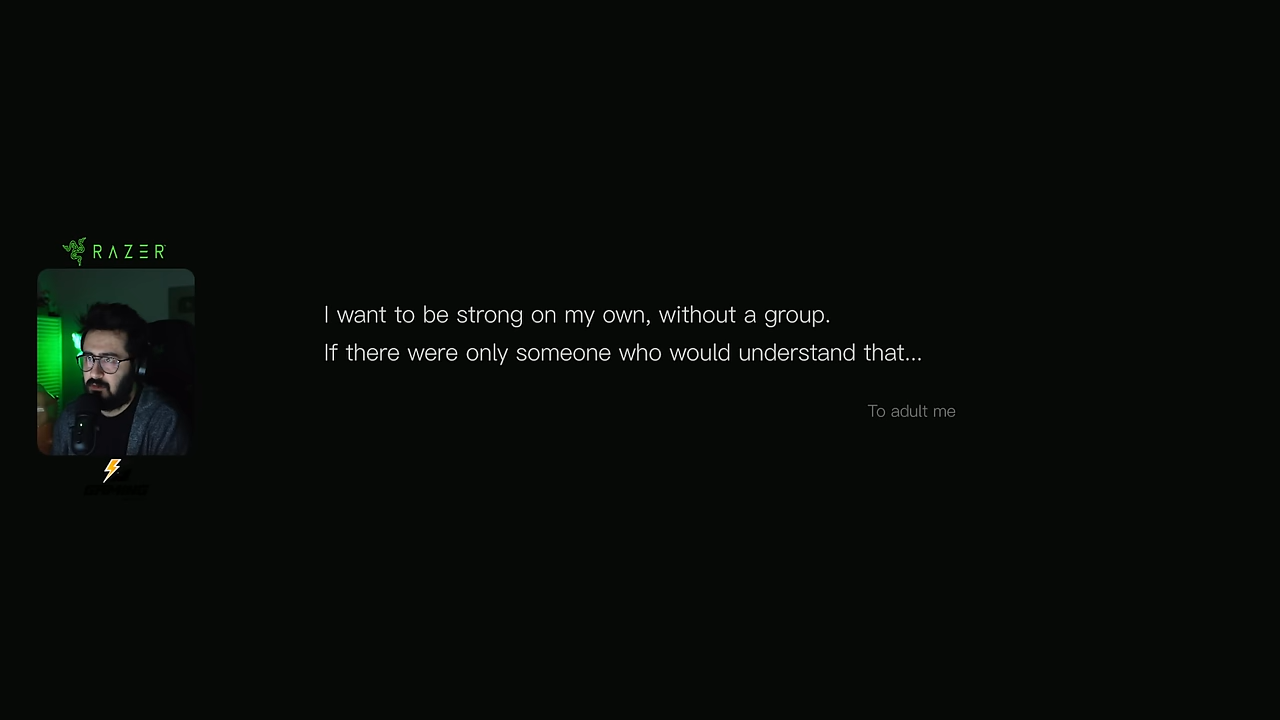 RAZER
I want to be strong on my own, without a group.
If there were only someone who would understand that...
To adult me